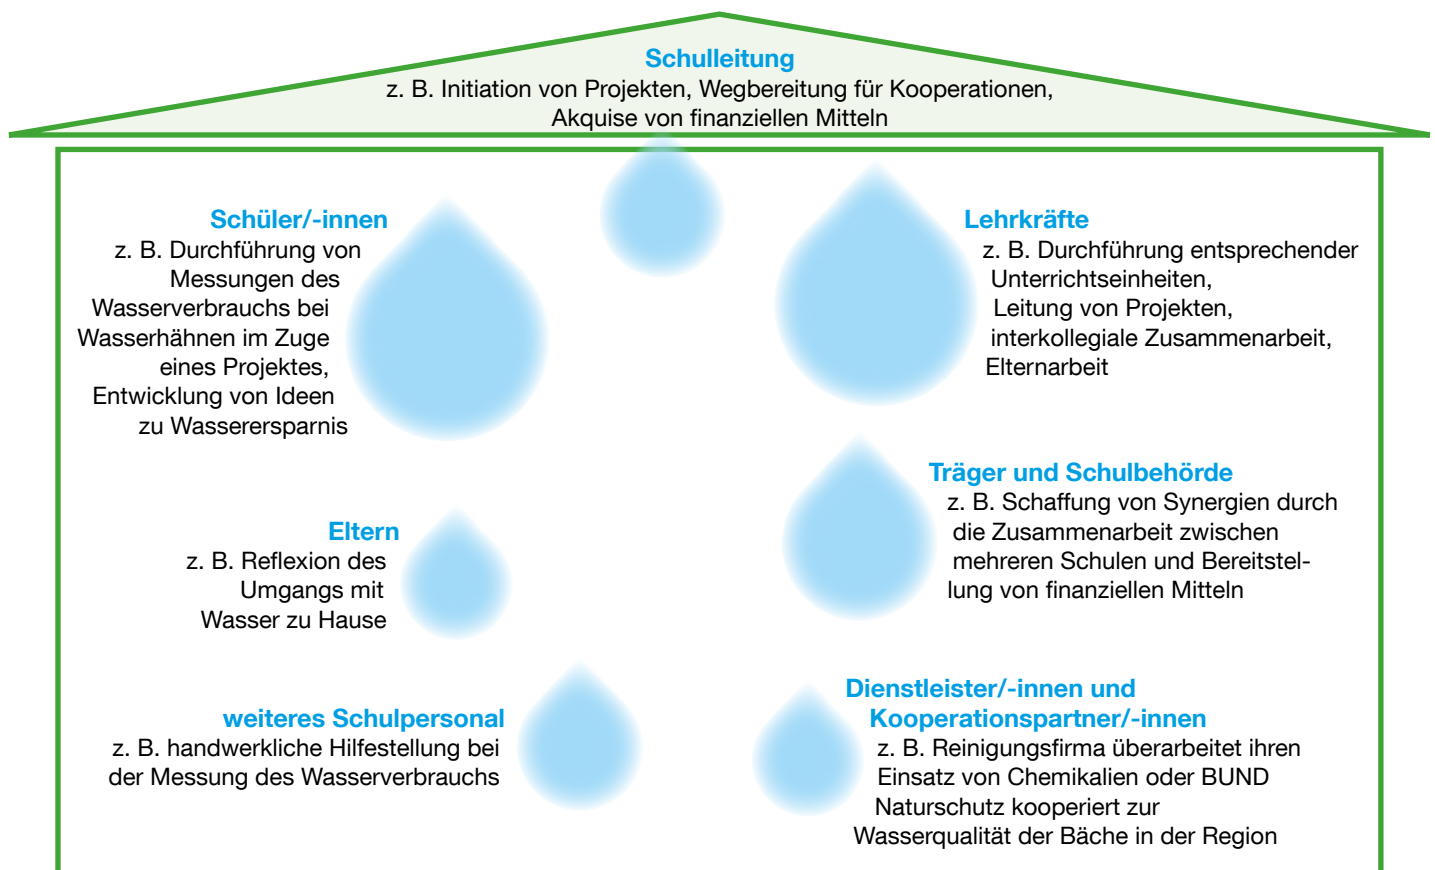 Schulleitung
z. B. Initiation von Projekten, Wegbereitung für Kooperationen,
Akquise von finanziellen Mitteln
Schüler/-innen
z. B. Durchführung von
Messungen des
Wasserverbrauchs bei
Wasserhähnen im Zuge
eines Projektes,
Entwicklung von Ideen
zu Wasserersparnis
Lehrkräfte
z. B. Durchführung entsprechender
Unterrichtseinheiten,
Leitung von Projekten,
interkollegiale Zusammenarbeit,
Elternarbeit
Eltern
z. B. Reflexion des
Umgangs mit
Wasser zu Hause
Träger und Schulbehörde
z. B. Schaffung von Synergien durch
die Zusammenarbeit zwischen
mehreren Schulen und Bereitstel-
lung von finanziellen Mitteln
weiteres Schulpersonal
z. B. handwerkliche Hilfestellung bei
der Messung des Wasserverbrauchs
Dienstleister/-innen und
Kooperationspartner/-innen
z. B. Reinigungsfirma überarbeitet ihren
Einsatz von Chemikalien oder BUND
Naturschutz kooperiert zur
Wasserqualität der Bäche in der Region